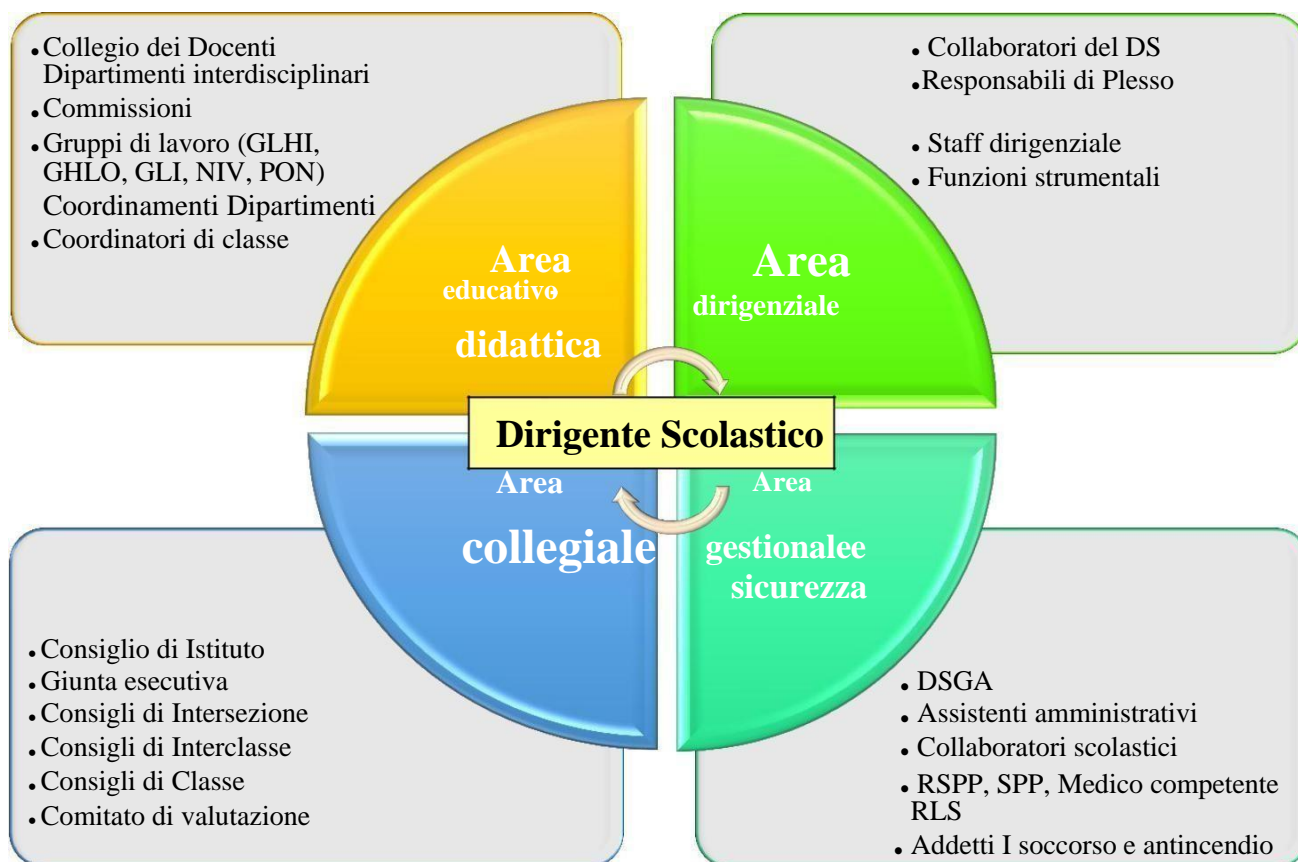 • Collegio dei Docenti
Dipartimenti interdisciplinari
• Commissioni
• Gruppi di lavoro (GLHI,
GHLO, GLI, NIV, PON)
Coordinamenti Dipartimenti
• Coordinatori di classe
• Collaboratori del DS
• Responsabili di Plesso
• Staff dirigenziale
• Funzioni strumentali
Area
educativo
didattica
Area
dirigenziale
Dirigente Scolastico
Area
collegiale
Area
gestionalee
sicurezza
• Consiglio di Istituto
• Giunta esecutiva
• Consigli di Intersezione
• Consigli di Interclasse
• Consigli di Classe
• Comitato di valutazione
• DSGA
• Assistenti amministrativi
• Collaboratori scolastici
• RSPP, SPP, Medico competente
RLS
• Addetti I soccorso e antincendio